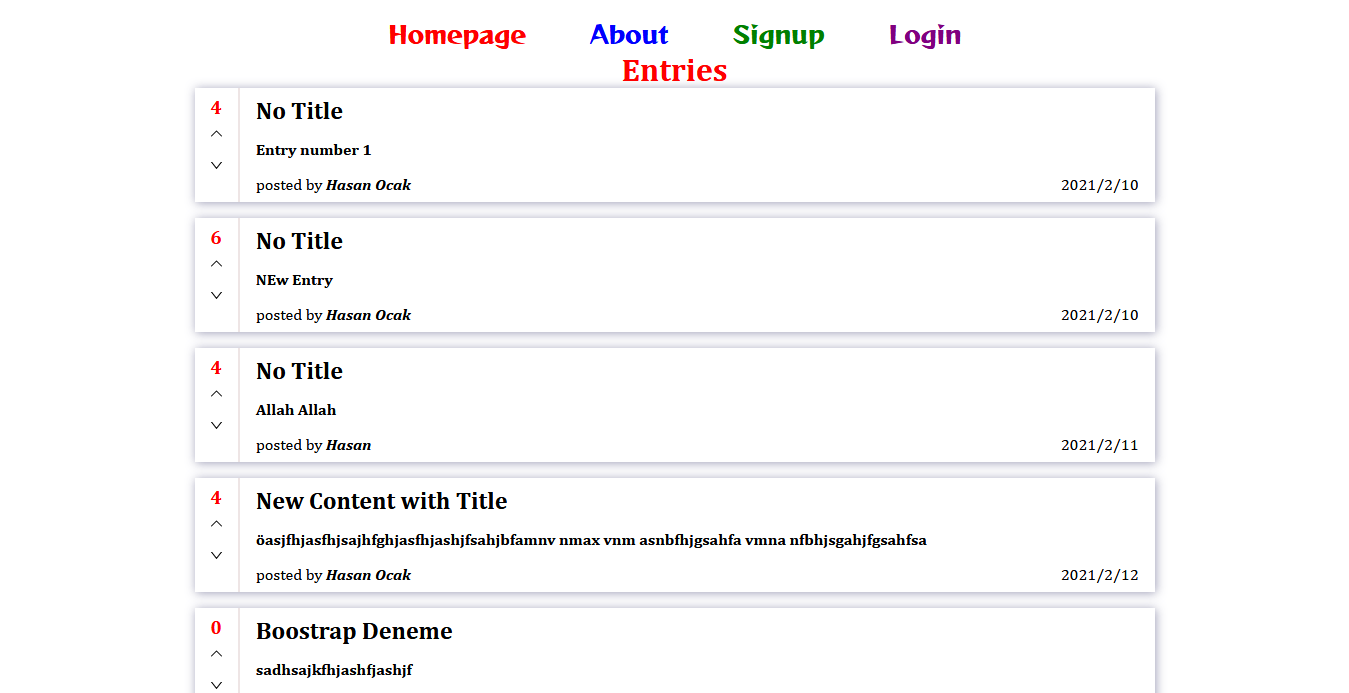 Homepage About Signup Login
Entries
4
No Title
Entry number 1
posted by Hasan Ocak 2021/2/10
6
No Title
NEw Entry
posted by Hasan Ocak 2021/2/10
4
No Title
Allah Allah
posted by Hasan 2021/2/11
4
New Content with Title
öasjfhjasfhjsajhfghjasfhjashjfsahjbfamnv nmax vnm asnbfhjgsahfa vmna nfbhjsgahjfgsahfsa
posted by Hasan Ocak 2021/2/12
0
Boostrap Deneme
sadhsajkfhjashfjashjf